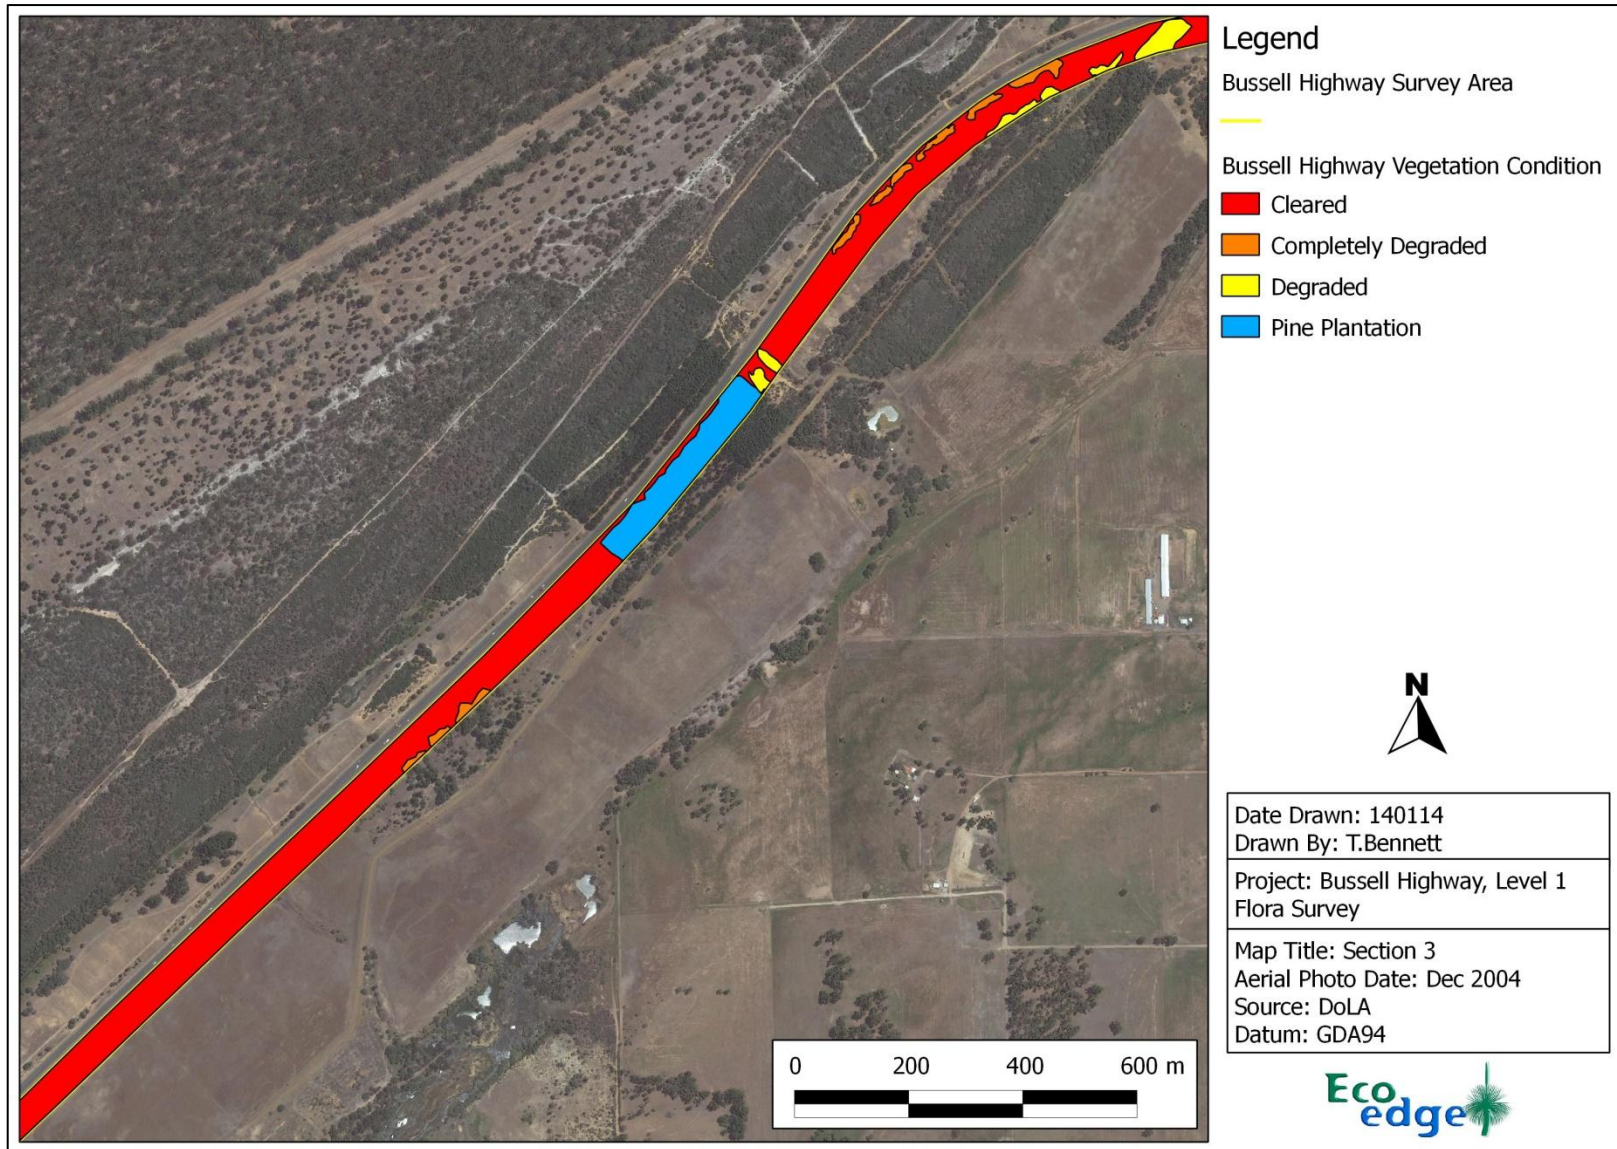 Legend
Bussell Highway Survey Area
Bussell Highway Vegetation Condition
Cleared
Completely Degraded
Degraded
Pine Plantation
N
Date Drawn: 140114
Drawn By: T.Bennett
Project: Bussell Highway, Level 1
Flora Survey
Map Title: Section 3
Aerial Photo Date: Dec 2004
Source: DoLA
Datum: GDA94
0 200 400 600 m
Eco
edge